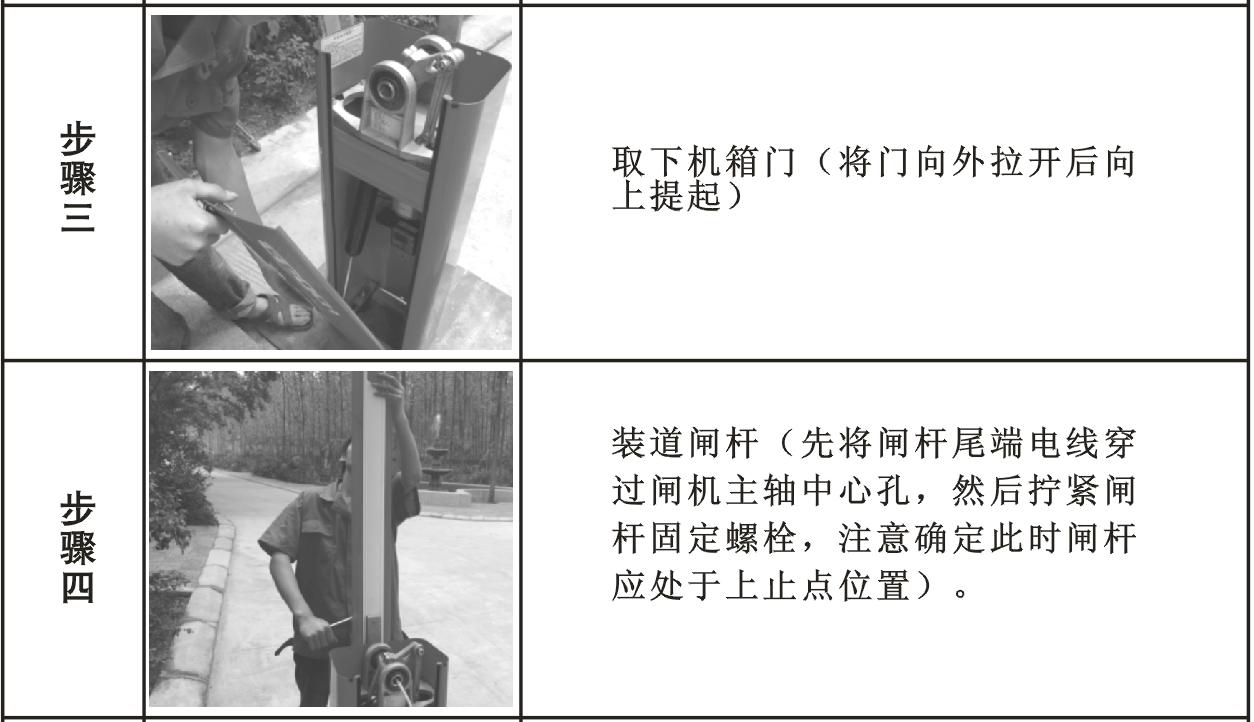 步骤三
取下机箱门（将门向外拉开后向
上提起）
步骤四
装道闸杆（先将闸杆尾端电线穿
过闸机主轴中心孔，然后拧紧闸
杆固定螺栓，注意确定此时闸杆
应处于上止点位置）。